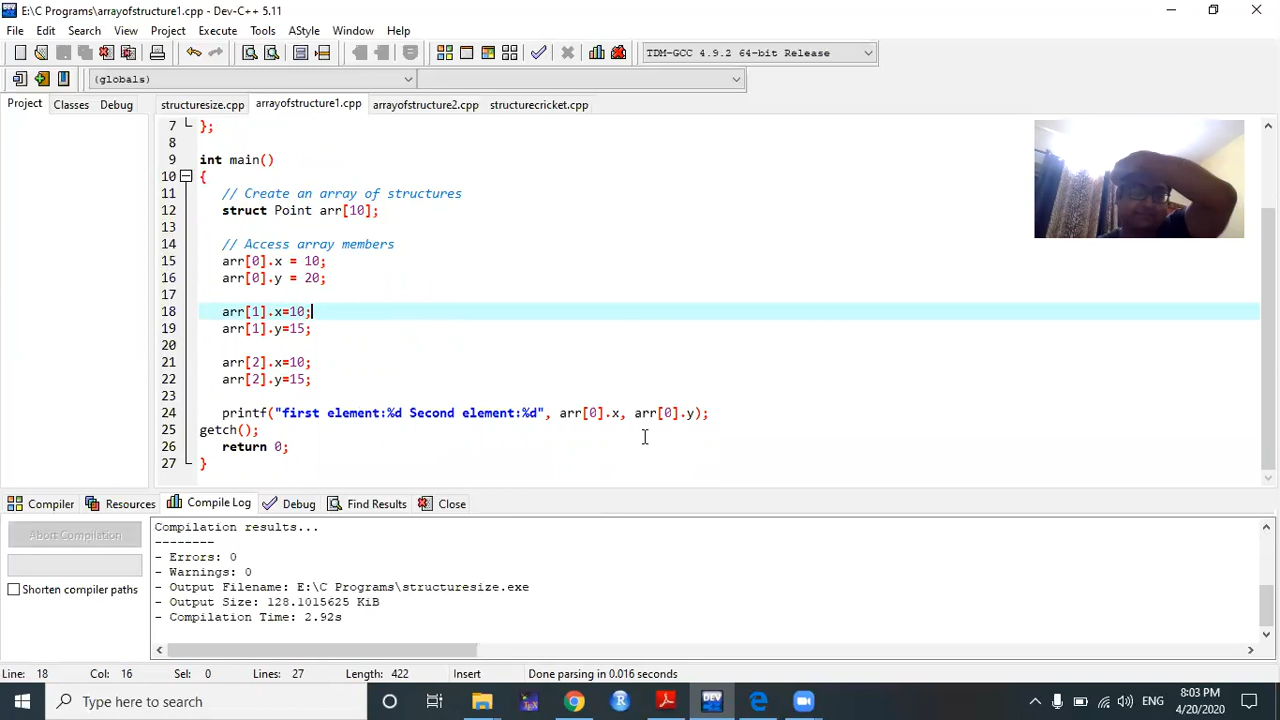 E:\C Programs\arrayofstructure1.cpp - Dev-C++ 5.11
File Edit Search View Project Execute Tools AStyle Window Help
TDM-GCC 4.9.2 64-bit Release
(globals)
Project Classes Debug
structuresize.cpp arrayofstructure1.cpp arrayofstructure2.cpp structurecricket.cpp
7 };
8
9 int main()
10 {
11 // Create an array of structures
12 struct Point arr[10];
13
14 // Access array members
15 arr[0].x = 10;
16 arr[0].y = 20;
17
18 arr[1].x=10;
19 arr[1].y=15;
20
21 arr[2].x=10;
22 arr[2].y=15;
23
24 printf("first element:%d Second element:%d", arr[0].x, arr[0].y);
25 getch();
26 return 0;
27 }
Compiler Resources Compile Log Debug Find Results Close
Abort Compilation
Shorten compiler paths
Compilation results...
--------
- Errors: 0
- Warnings: 0
- Output Filename: E:\C Programs\structuresize.exe
- Output Size: 128.1015625 KiB
- Compilation Time: 2.92s
Line: 18 Col: 16 Sel: 0 Lines: 27 Length: 422 Insert Done parsing in 0.016 seconds
Type here to search
DEV
ENG
8:03 PM
4/20/2020